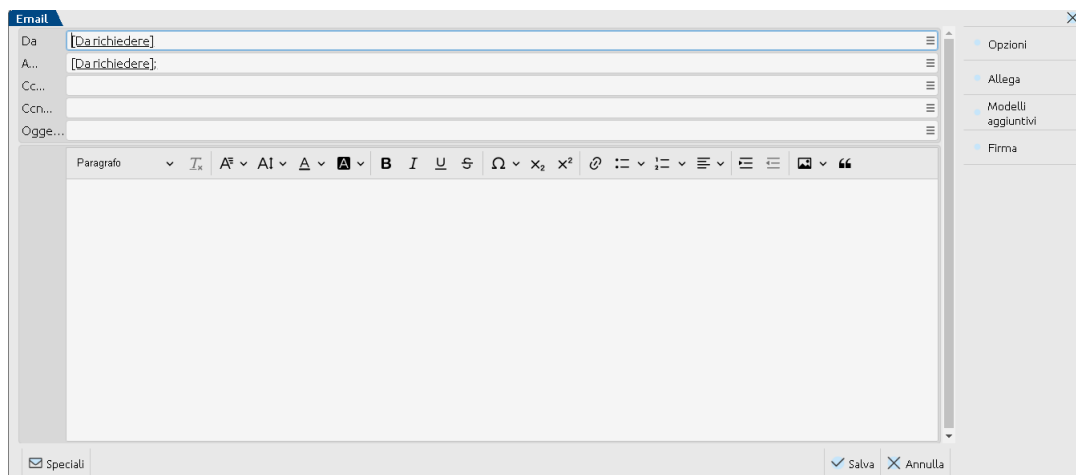 Email
Da [Da richiedere]
A... [Da richiedere];
Cc...
Ccn...
Ogge...
Opzioni
Allega
Modelli
aggiuntivi
Firma
Paragrafo
Speciali
Salva Annulla